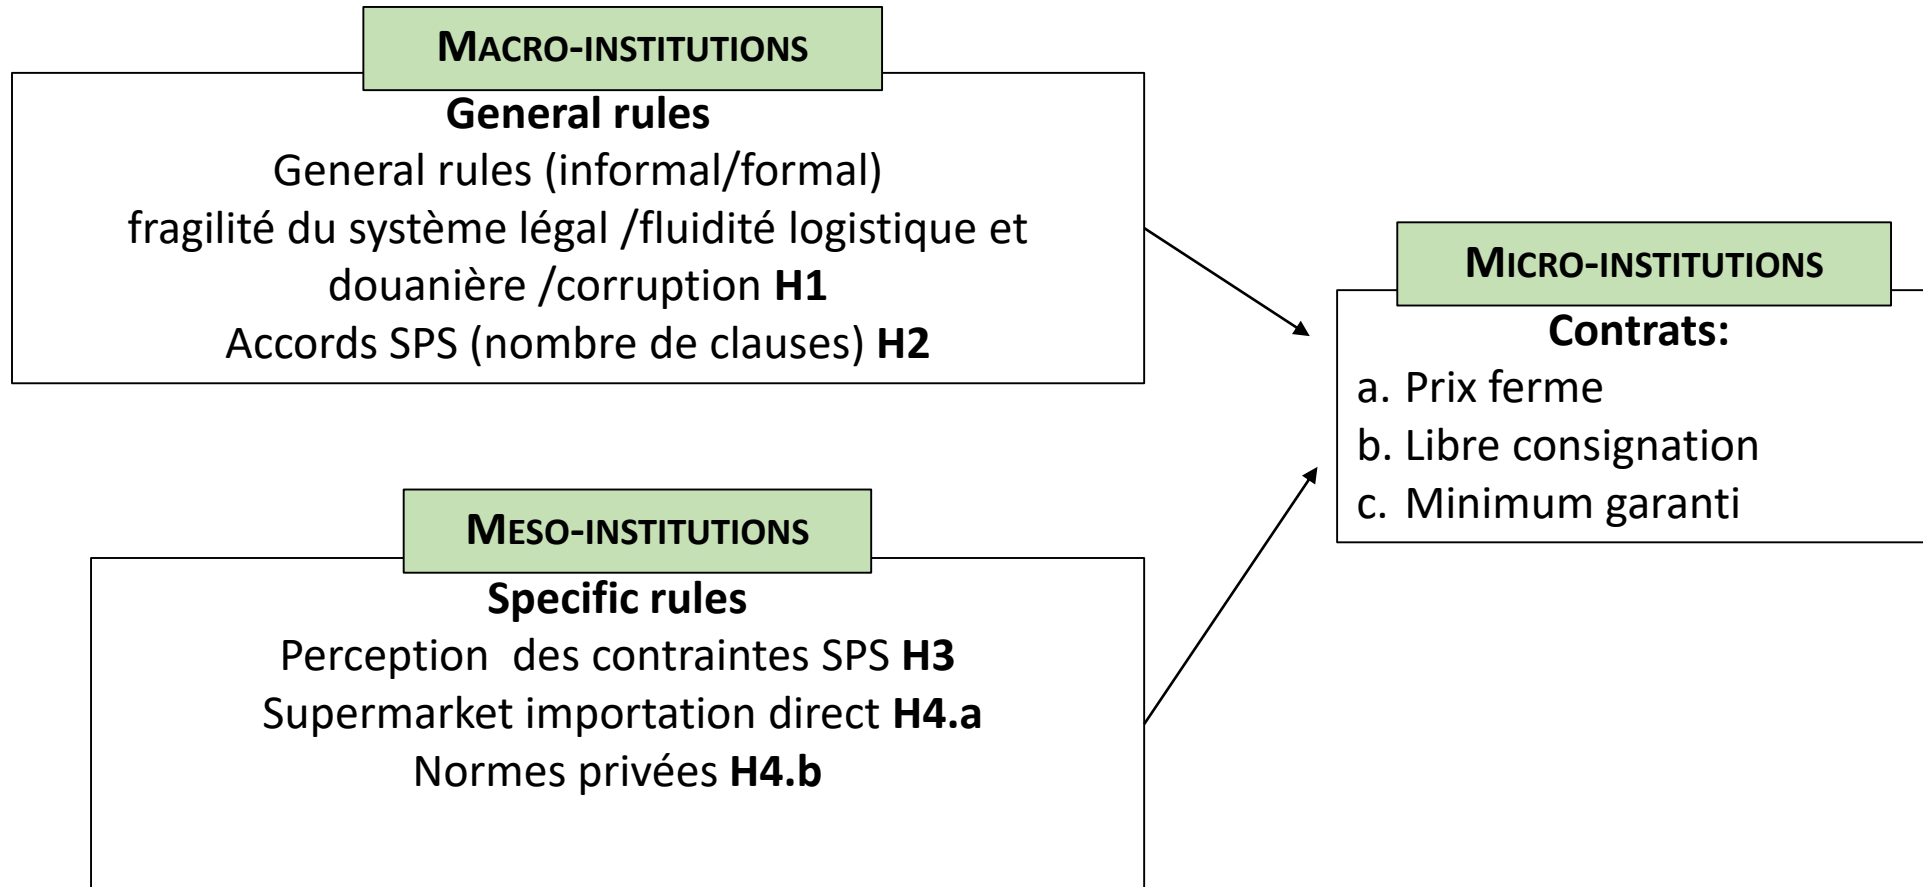 MACRO-INSTITUTIONS
General rules
General rules (informal/formal)
fragilité du système légal /fluidité logistique et
douanière /corruption H1
Accords SPS (nombre de clauses) H2
MICRO-INSTITUTIONS
Contrats:
a. Prix ferme
b. Libre consignation
c. Minimum garanti
MESO-INSTITUTIONS
Specific rules
Perception des contraintes SPS H3
Supermarket importation direct H4.a
Normes privées H4.b